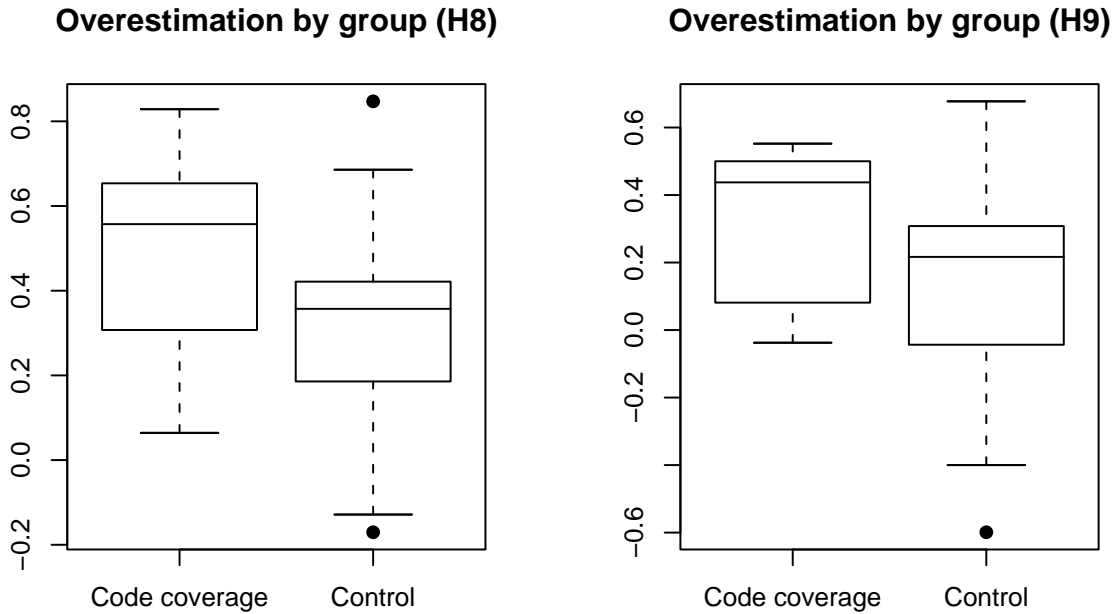 Overestimation by group (H8)
0.8
0.6
0.4
0.2
0.0
−0.2
Code coverage
Control
Overestimation by group (H9)
0.6
0.4
0.2
0.0
−0.2
−0.6
Code coverage
Control